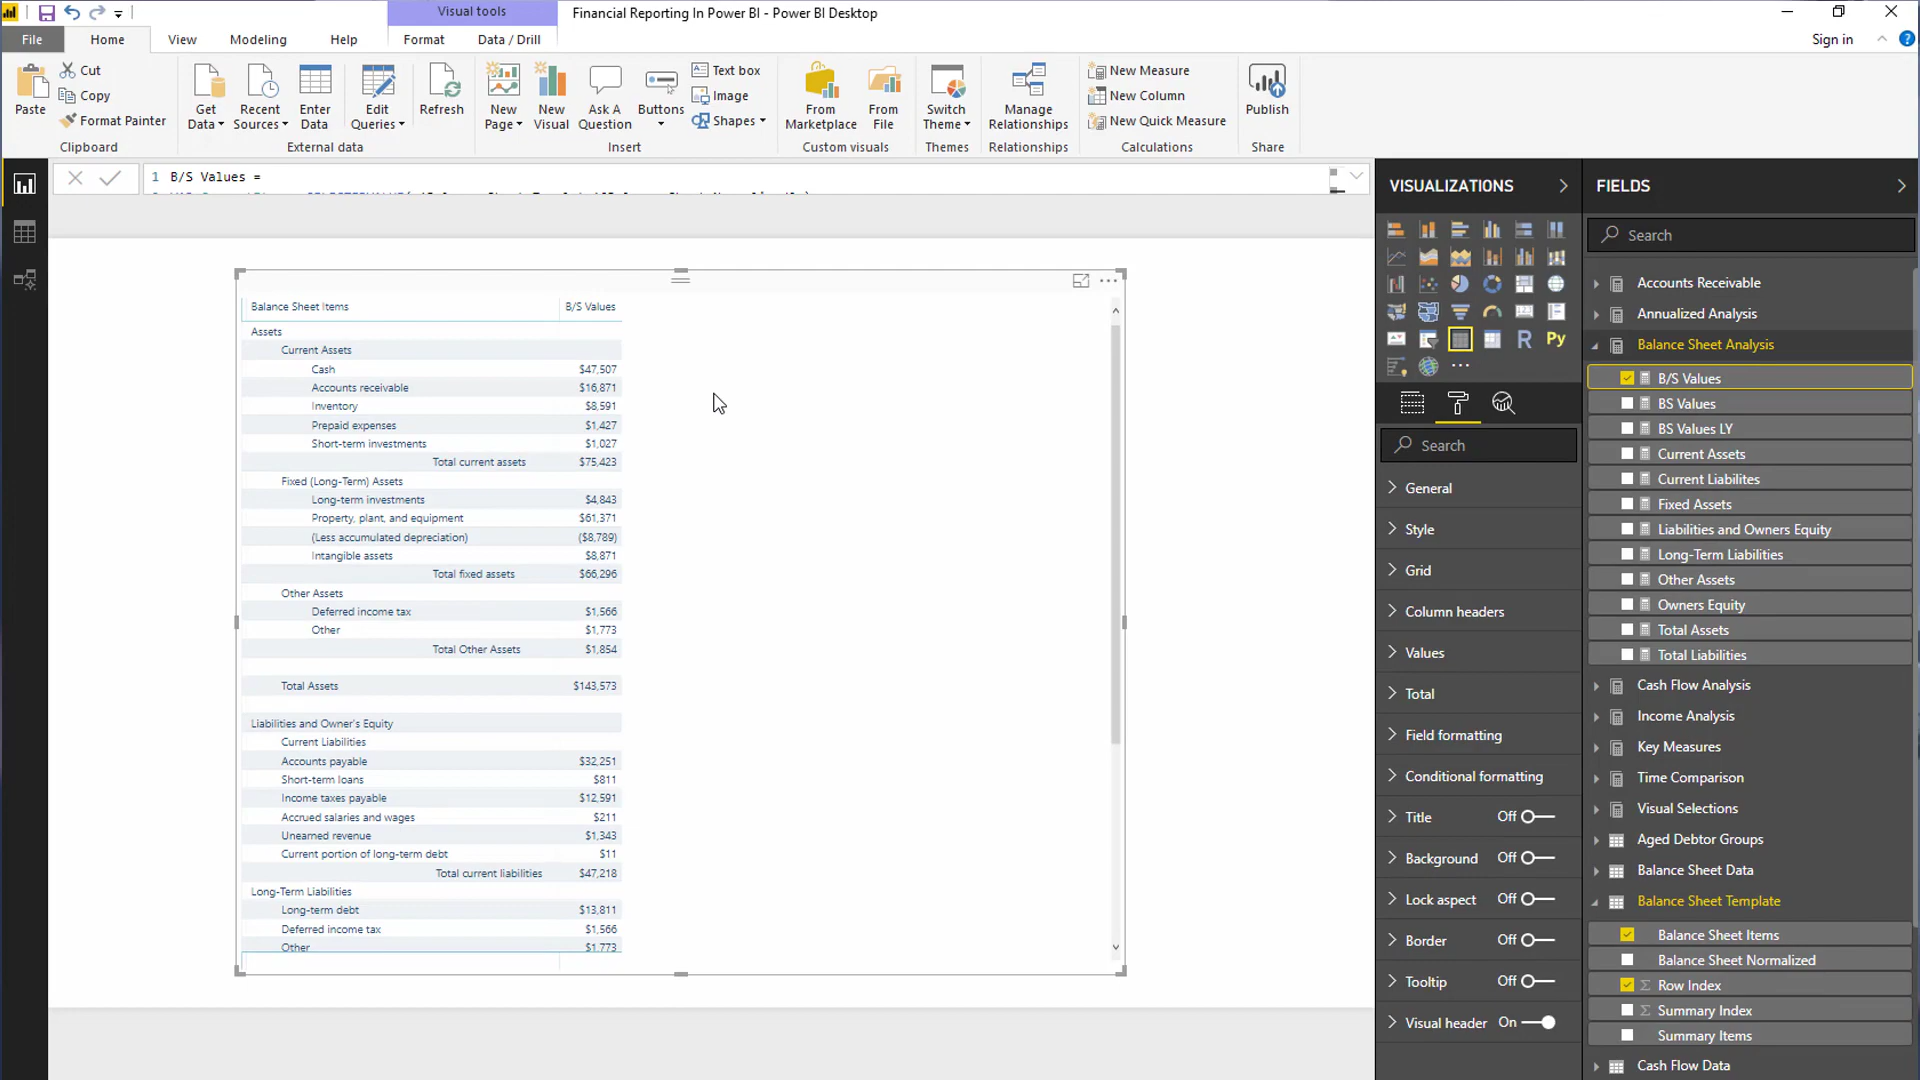 Visual tools
Financial Reporting In Power BI - Power BI Desktop
File Home View Modeling Help Format Data / Drill Sign in
Paste
Cut
Copy
Format Painter
Clipboard
Get Data
Recent Sources
Enter Data
Edit Queries
Refresh
External data
New Page
New Visual
Ask A Question
Buttons
Text box
Image
Shapes
Insert
From Marketplace
From File
Custom visuals
Switch Theme
Themes
Manage Relationships
Relationships
New Measure
New Column
New Quick Measure
Calculations
Publish
Share
1 B/S Values =
Balance Sheet Items B/S Values
Assets
Current Assets
Cash $47,507
Accounts receivable $16,871
Inventory $8,591
Prepaid expenses $1,427
Short-term investments $1,027
Total current assets $75,423
Fixed (Long-Term) Assets
Long-term investments $4,843
Property, plant, and equipment $61,371
(Less accumulated depreciation) ($8,789)
Intangible assets $8,871
Total fixed assets $66,296
Other Assets
Deferred income tax $1,566
Other $1,773
Total Other Assets $1,854
Total Assets $143,573
Liabilities and Owner's Equity
Current Liabilities
Accounts payable $32,251
Short-term loans $811
Income taxes payable $12,591
Accrued salaries and wages $211
Unearned revenue $1,343
Current portion of long-term debt $11
Total current liabilities $47,218
Long-Term Liabilities
Long-term debt $13,811
Deferred income tax $1,566
Other $1,773
VISUALIZATIONS
R Py
Search
General
Style
Grid
Column headers
Values
Total
Field formatting
Conditional formatting
Title Off
Background Off
Lock aspect Off
Border Off
Tooltip Off
Visual header On
FIELDS
Search
Accounts Receivable
Annualized Analysis
Balance Sheet Analysis
B/S Values
BS Values
BS Values LY
Current Assets
Current Liabilites
Fixed Assets
Liabilities and Owners Equity
Long-Term Liabilities
Other Assets
Owners Equity
Total Assets
Total Liabilities
Cash Flow Analysis
Income Analysis
Key Measures
Time Comparison
Visual Selections
Aged Debtor Groups
Balance Sheet Data
Balance Sheet Template
Balance Sheet Items
Balance Sheet Normalized
Σ Row Index
Σ Summary Index
Summary Items
Cash Flow Data